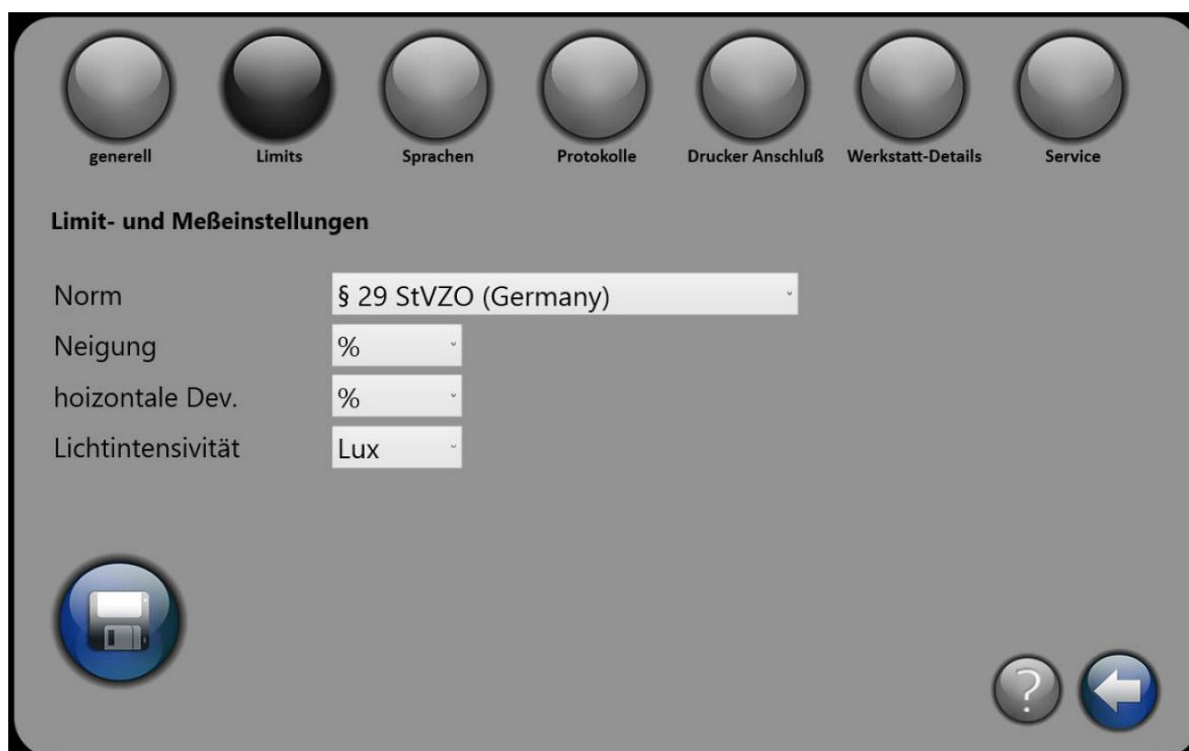 generell Limits Sprachen Protokolle Drucker Anschluß Werkstatt-Details Service
Limit- und Meßeinstellungen
Norm § 29 StVZO (Germany)
Neigung %
hoizontale Dev. %
Lichtintensivität Lux
?